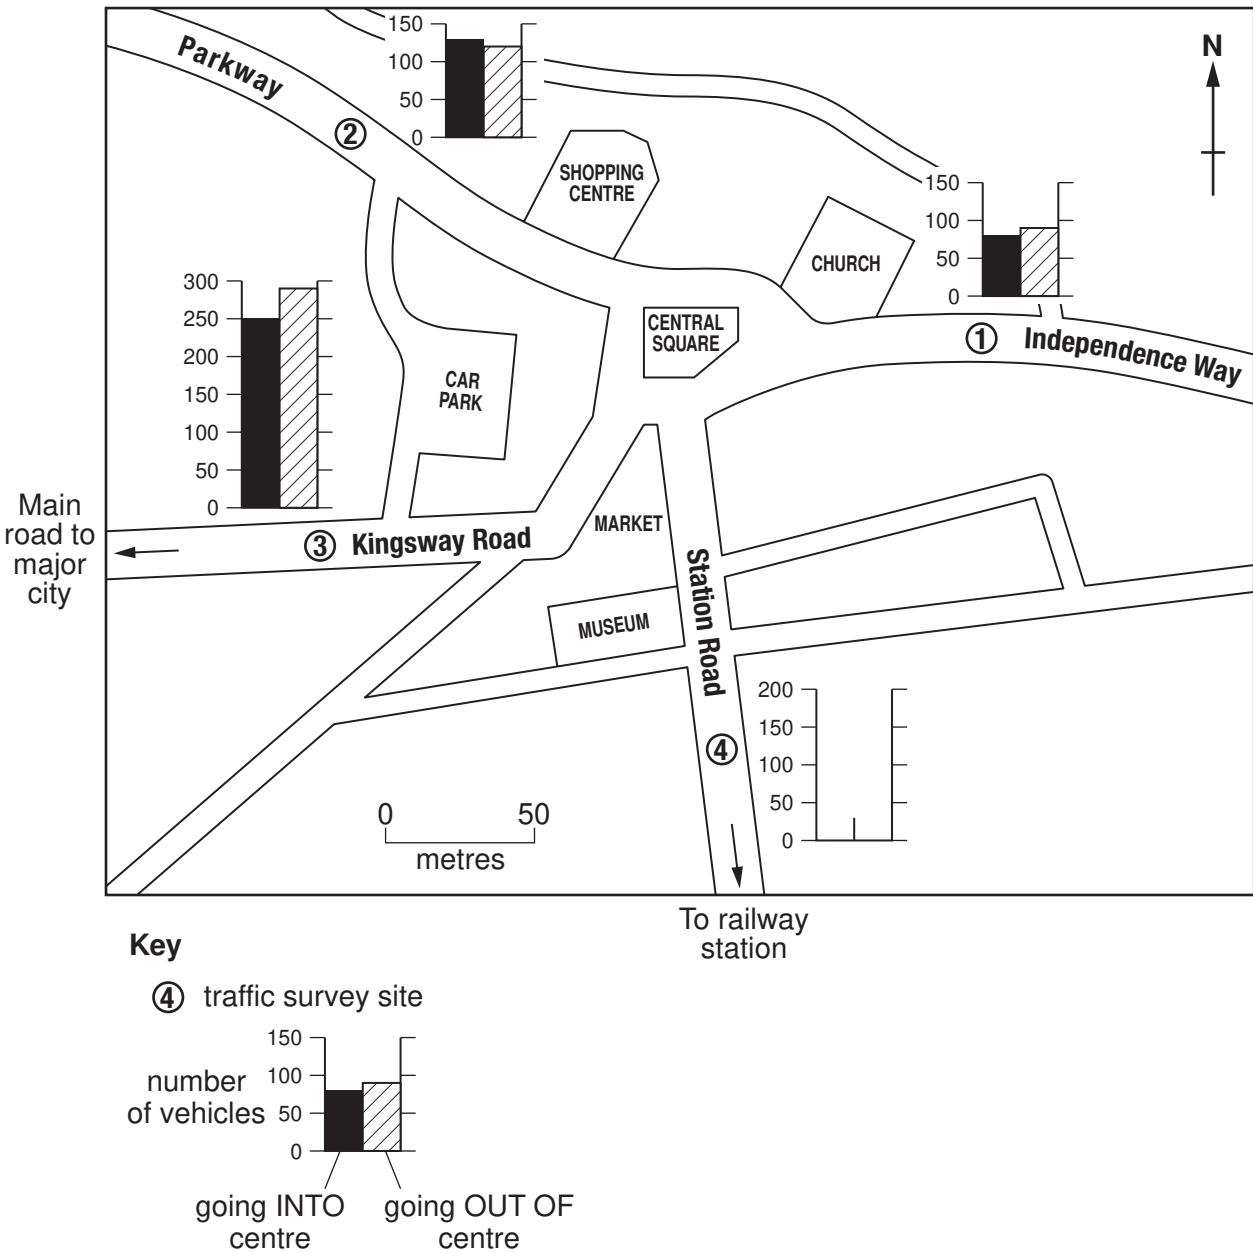 150
100
50
0
Parkway
2
N
SHOPPING
CENTRE
150
100
50
0
CHURCH
300
250
200
150
100
50
0
CENTRAL
SQUARE
1
Independence Way
CAR
PARK
Main
road to
major
city
3
Kingsway Road
MARKET
Station Road
MUSEUM
200
150
100
50
0
4
0 50
metres
To railway
station
Key
4 traffic survey site
150
100
50
0
number
of vehicles
going INTO
centre
going OUT OF
centre